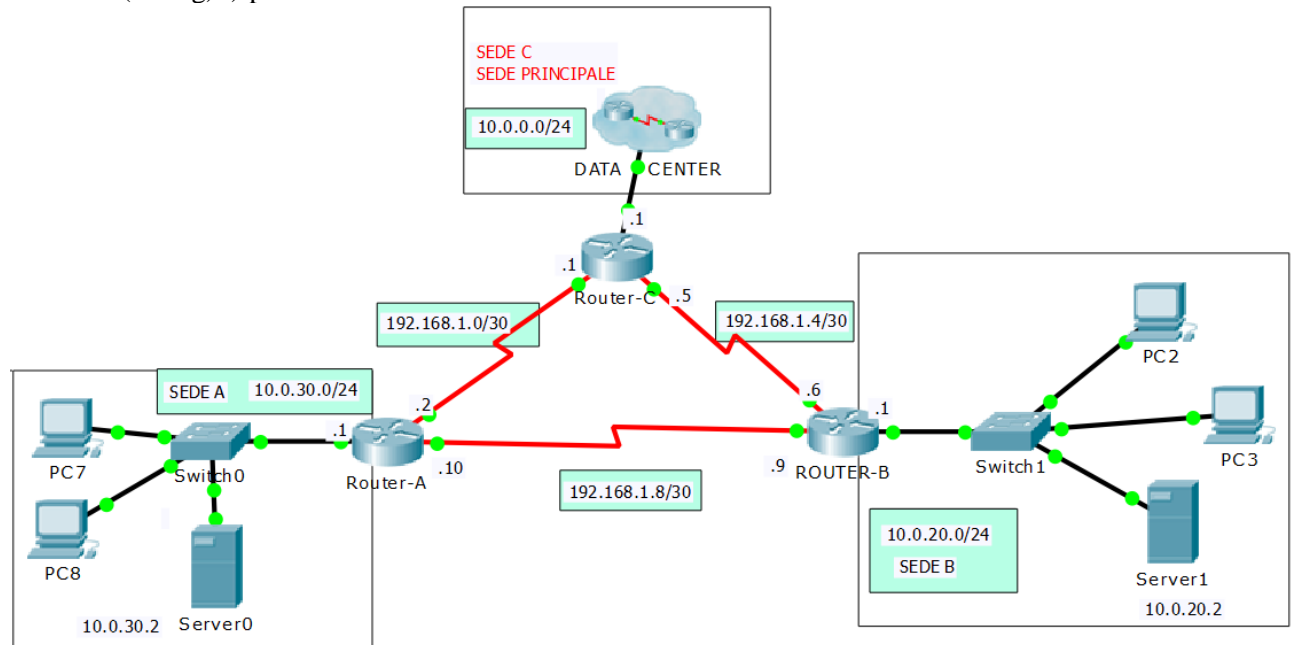 SEDE C
SEDE PRINCIPALE
10.0.0.0/24
DATA CENTER
.1
.1
Router-C
.5
192.168.1.0/30
192.168.1.4/30
PC2
SEDE A 10.0.30.0/24
.2
.6
.1
.1
PC7
Switch0
Router-A
.10
.9
ROUTER-B
Switch1
PC3
192.168.1.8/30
10.0.20.0/24
SEDE B
PC8
Server1
10.0.20.2
10.0.30.2
Server0